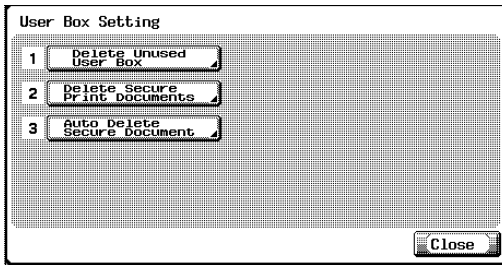 User Box Setting
1
Delete Unused
User Box
2
Delete Secure
Print Documents
3
Auto Delete
Secure Document
Close